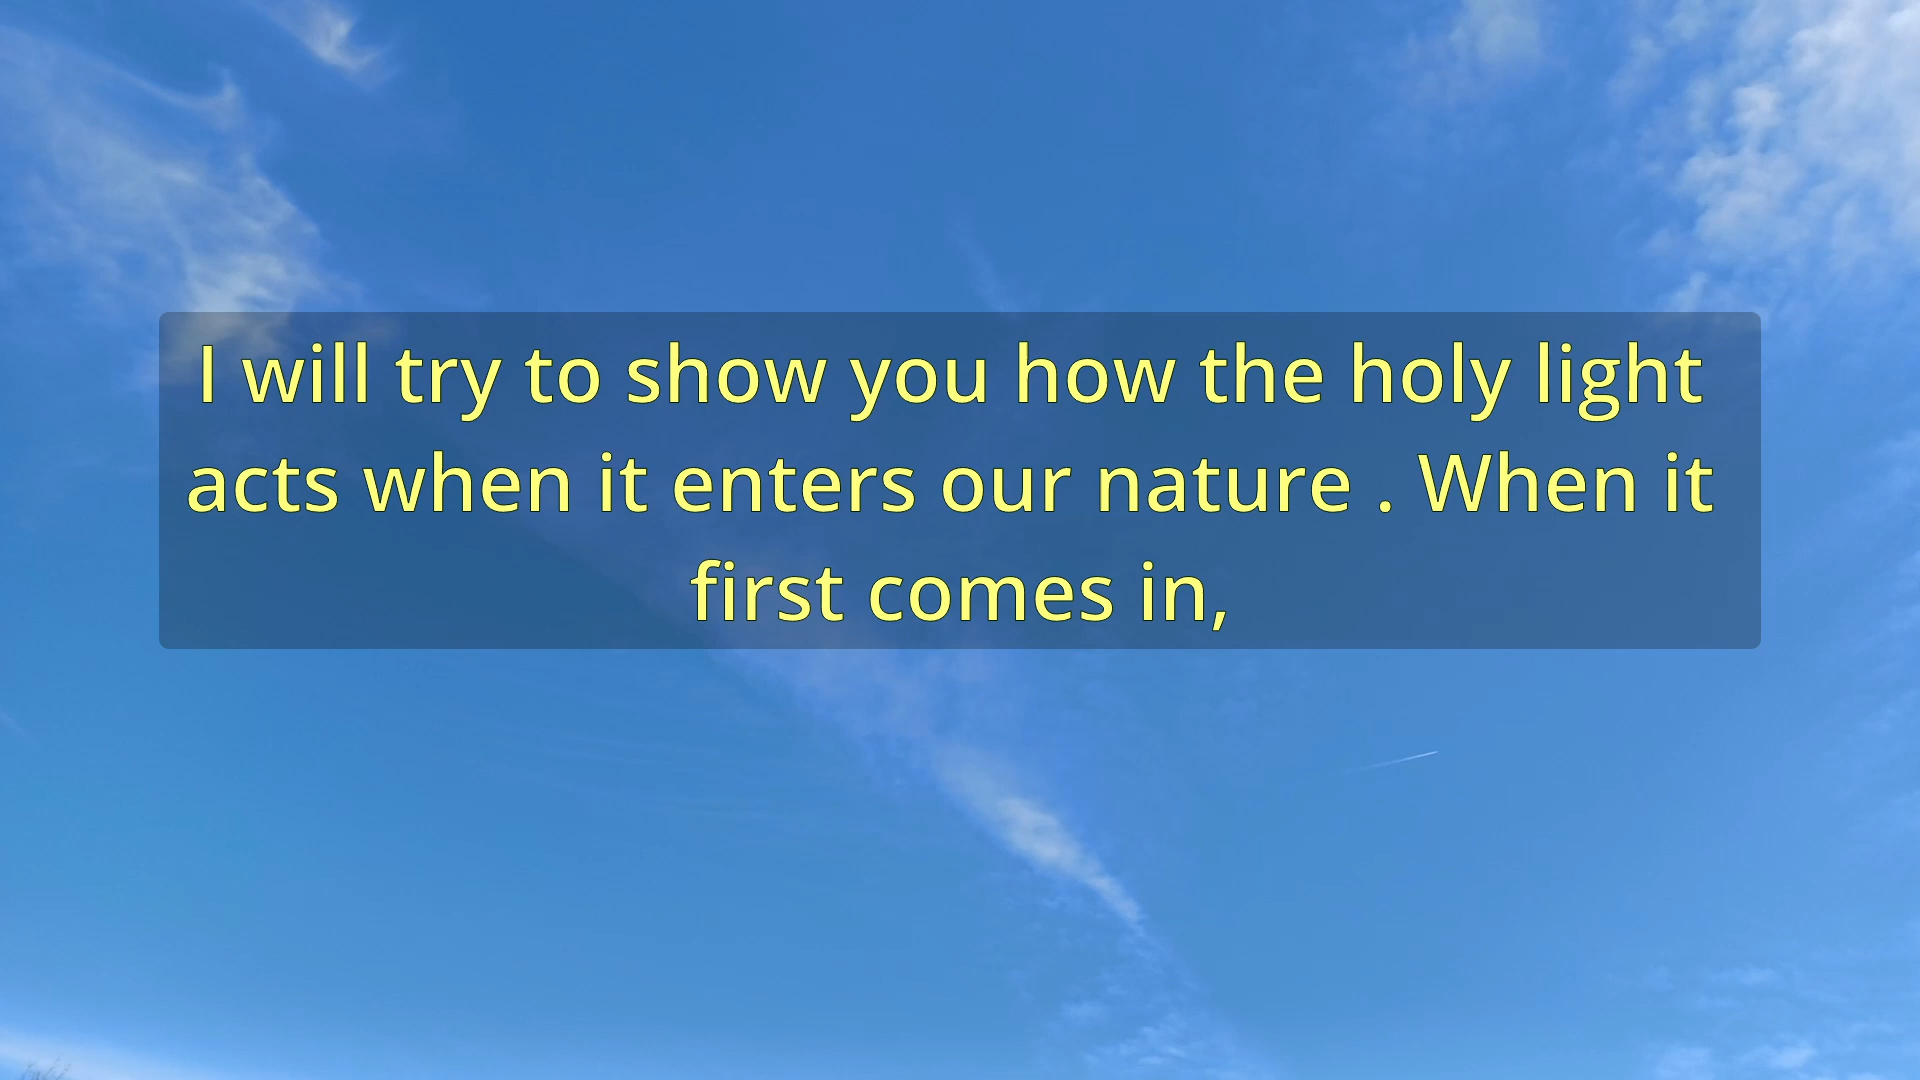 I will try to show you how the holy light
acts when it enters our nature . When it
first comes in,